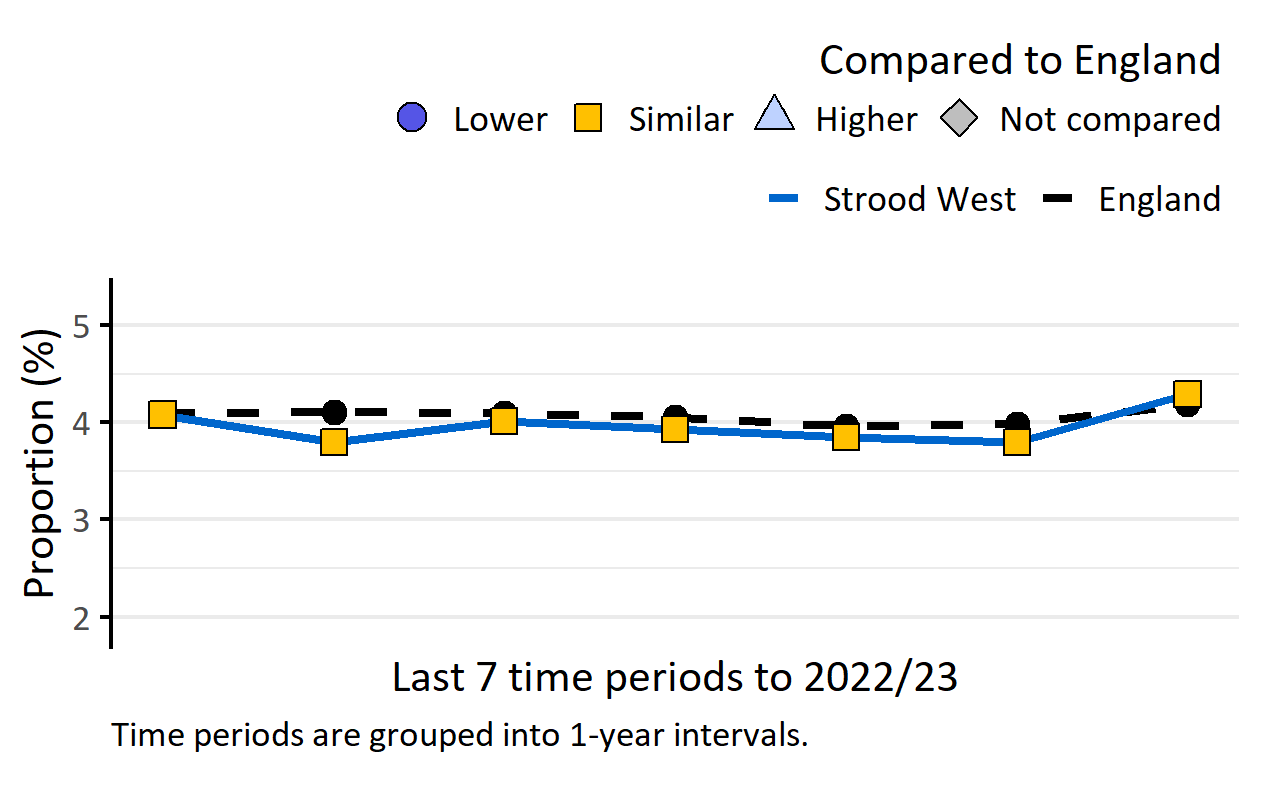 Compared to England
Lower Similar Higher Not compared
Strood West England
Proportion (%)
5
4
3
2
Last 7 time periods to 2022/23
Time periods are grouped into 1-year intervals.